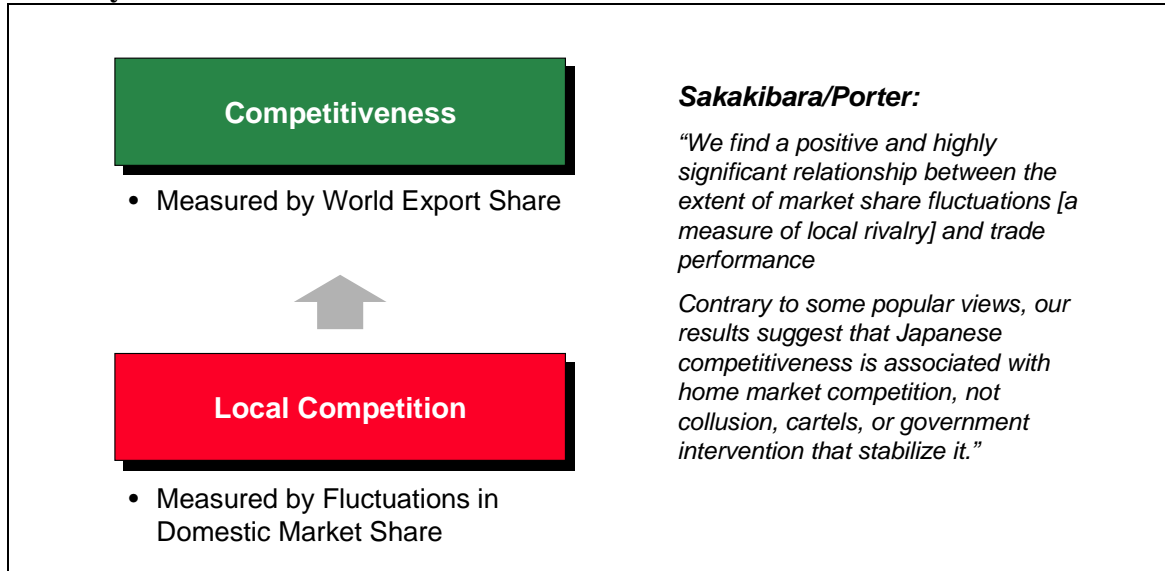 Competitiveness
• Measured by World Export Share
Local Competition
• Measured by Fluctuations in
Domestic Market Share
Sakakibara/Porter:
“We find a positive and highly
significant relationship between the
extent of market share fluctuations [a
measure of local rivalry] and trade
performance
Contrary to some popular views, our
results suggest that Japanese
competitiveness is associated with
home market competition, not
collusion, cartels, or government
intervention that stabilize it.”